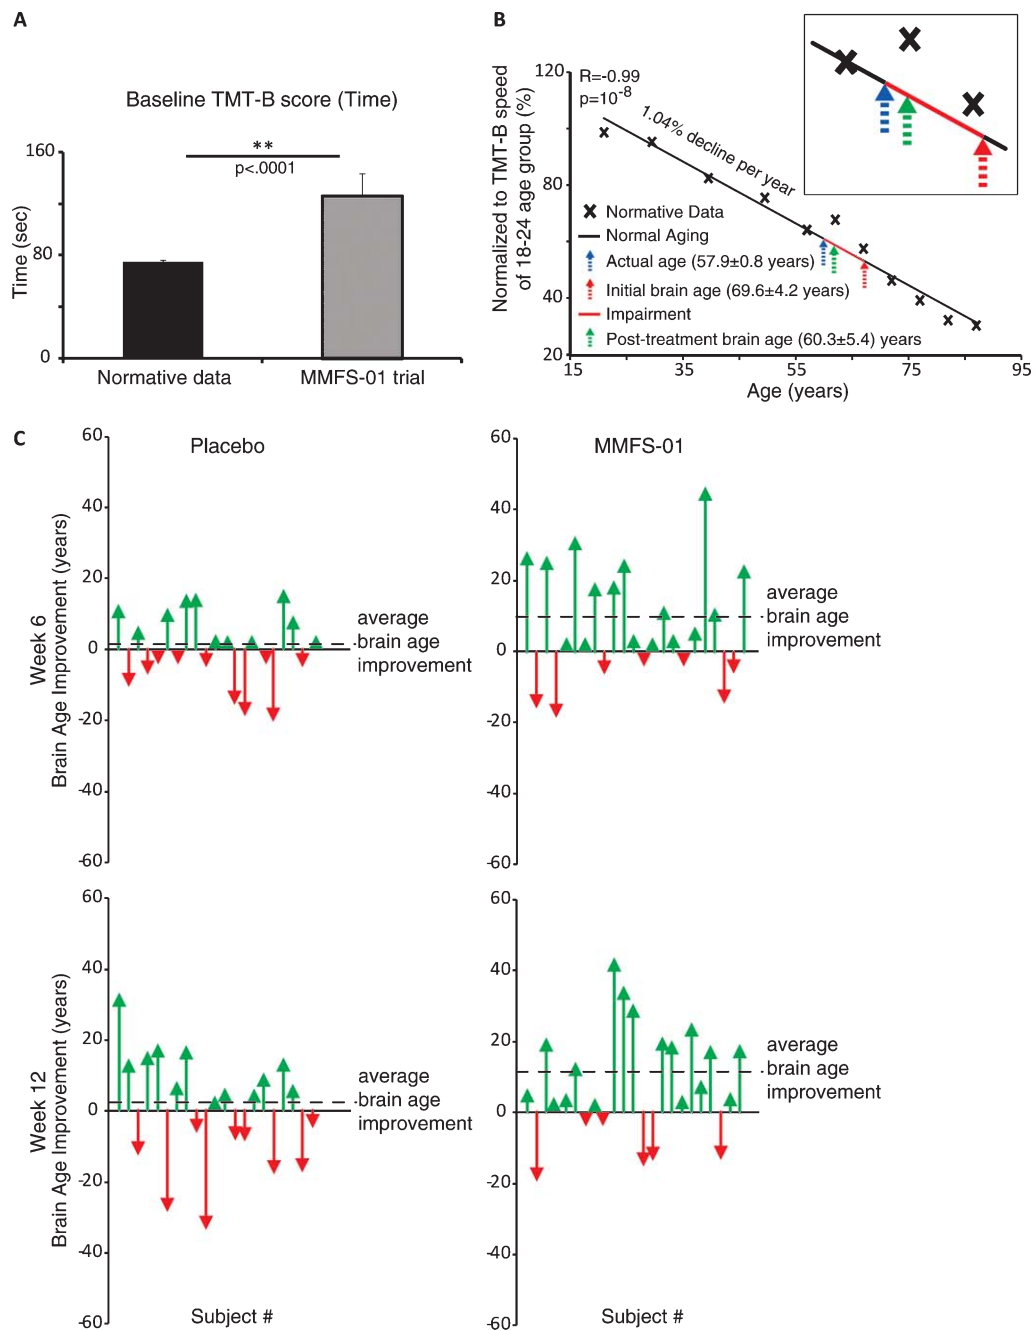 A
Baseline TMT-B score (Time)
160
80
0
Time (sec)
**
p<.0001
Normative data
MMFS-01 trial
B
Normalized to TMT-B speed
of 18-24 age group (%)
120
80
40
20
R=-0.99
p=10-8
1.04% decline per year
Normative Data
Normal Aging
Actual age (57.9±0.8 years)
Initial brain age (69.6±4.2 years)
Impairment
Post-treatment brain age (60.3±5.4) years
15
35
55
75
95
Age (years)
C
Placebo
Week 6
Brain Age Improvement (years)
60
40
20
0
-20
-40
-60
average
brain age
improvement
MMFS-01
60
40
20
0
-20
-40
-60
average
brain age
improvement
Week 12
Brain Age Improvement (years)
60
40
20
0
-20
-40
-60
average
brain age
improvement
Subject #
60
40
20
0
-20
-40
-60
average
brain age
improvement
Subject #